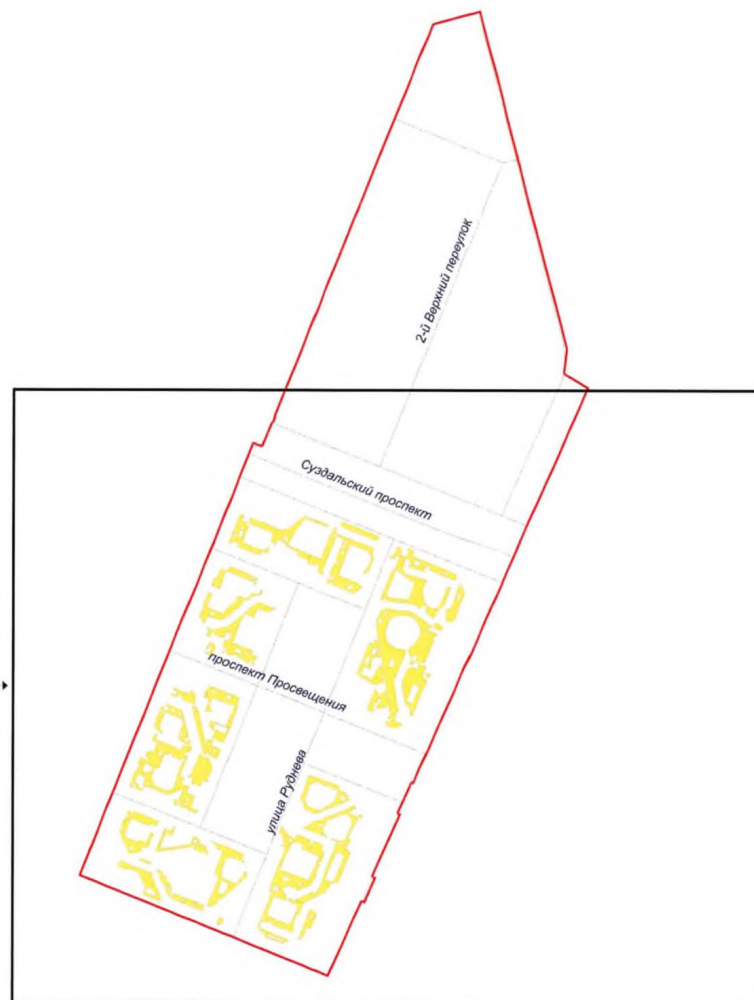 2-й Верхний переулок
Суздальский проспект
проспект Просвещения
улица Руднева